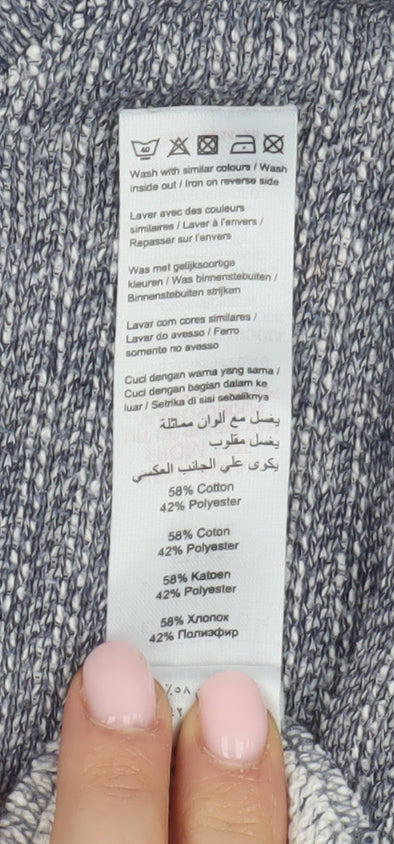 40
Wash with similar colours / Wash
inside out / Iron on reverse side
Laver avec des couleurs
similaires / Laver à l'envers /
Repasser sur l'envers
Was met gelijksoortige
kleuren / Was binnenstebuiten /
Binnenstebuiten strijken
Lavar com cores similares /
Lavar do avesso / Ferro
somente no avesso
Cuci dengan warna yang sama /
Cuci dengan bagian dalam ke
luar / Setrika di sisi sebaliknya
يغسل مع ألوان مماثلة
يغسل مقلوب
يكوى علي الجانب العكسي
58% Cotton
42% Polyester
58% Coton
42% Polyester
58% Katoen
42% Polyester
58% Хлопок
42% Полиэфир
٥٨٪